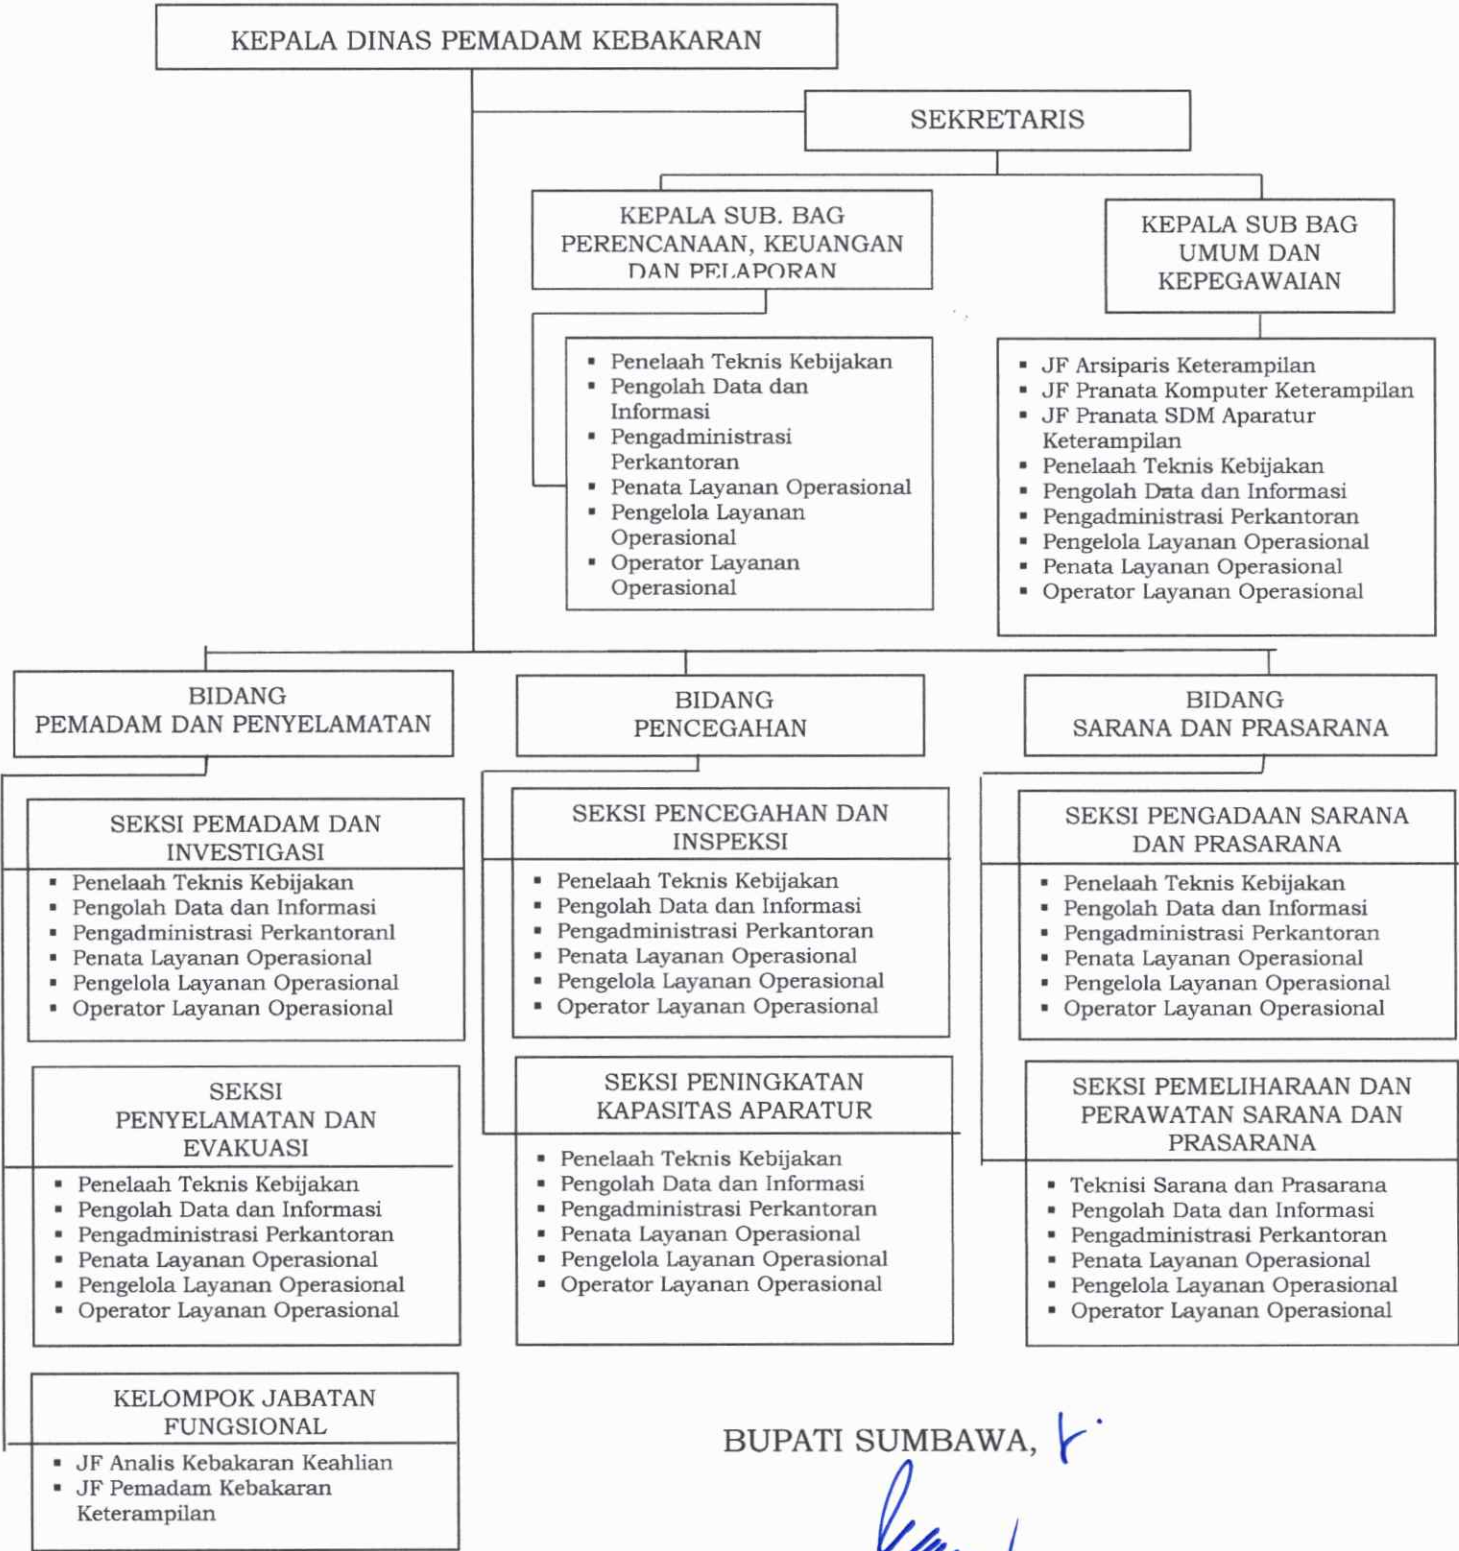 KEPALA DINAS PEMADAM KEBAKARAN
SEKRETARIS
KEPALA SUB. BAG
PERENCANAAN, KEUANGAN
DAN PELAPORAN
KEPALA SUB BAG
UMUM DAN
KEPEGAWAIAN
▪ Penelaah Teknis Kebijakan
▪ Pengolah Data dan
Informasi
▪ Pengadministrasi
Perkantoran
▪ Penata Layanan Operasional
▪ Pengelola Layanan
Operasional
▪ Operator Layanan
Operasional
▪ JF Arsiparis Keterampilan
▪ JF Pranata Komputer Keterampilan
▪ JF Pranata SDM Aparatur
Keterampilan
▪ Penelaah Teknis Kebijakan
▪ Pengolah Data dan Informasi
▪ Pengadministrasi Perkantoran
▪ Pengelola Layanan Operasional
▪ Penata Layanan Operasional
▪ Operator Layanan Operasional
BIDANG
PEMADAM DAN PENYELAMATAN
BIDANG
PENCEGAHAN
BIDANG
SARANA DAN PRASARANA
SEKSI PEMADAM DAN
INVESTIGASI
▪ Penelaah Teknis Kebijakan
▪ Pengolah Data dan Informasi
▪ Pengadministrasi Perkantoranl
▪ Penata Layanan Operasional
▪ Pengelola Layanan Operasional
▪ Operator Layanan Operasional
SEKSI PENCEGAHAN DAN
INSPEKSI
▪ Penelaah Teknis Kebijakan
▪ Pengolah Data dan Informasi
▪ Pengadministrasi Perkantoran
▪ Penata Layanan Operasional
▪ Pengelola Layanan Operasional
▪ Operator Layanan Operasional
SEKSI PENGADAAN SARANA
DAN PRASARANA
▪ Penelaah Teknis Kebijakan
▪ Pengolah Data dan Informasi
▪ Pengadministrasi Perkantoran
▪ Penata Layanan Operasional
▪ Pengelola Layanan Operasional
▪ Operator Layanan Operasional
SEKSI
PENYELAMATAN DAN
EVAKUASI
▪ Penelaah Teknis Kebijakan
▪ Pengolah Data dan Informasi
▪ Pengadministrasi Perkantoran
▪ Penata Layanan Operasional
▪ Pengelola Layanan Operasional
▪ Operator Layanan Operasional
SEKSI PENINGKATAN
KAPASITAS APARATUR
▪ Penelaah Teknis Kebijakan
▪ Pengolah Data dan Informasi
▪ Pengadministrasi Perkantoran
▪ Penata Layanan Operasional
▪ Pengelola Layanan Operasional
▪ Operator Layanan Operasional
SEKSI PEMELIHARAAN DAN
PERAWATAN SARANA DAN
PRASARANA
▪ Teknisi Sarana dan Prasarana
▪ Pengolah Data dan Informasi
▪ Pengadministrasi Perkantoran
▪ Penata Layanan Operasional
▪ Pengelola Layanan Operasional
▪ Operator Layanan Operasional
KELOMPOK JABATAN
FUNGSIONAL
▪ JF Analis Kebakaran Keahlian
▪ JF Pemadam Kebakaran
Keterampilan
BUPATI SUMBAWA,